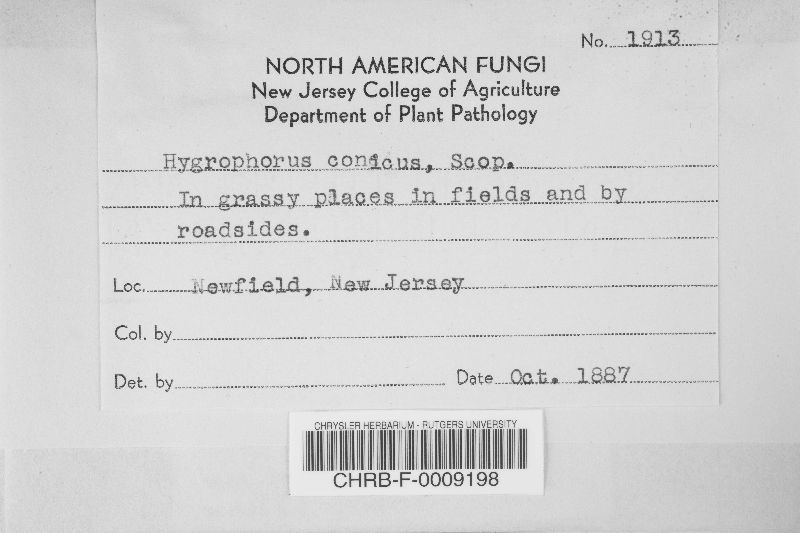 No. 1913
NORTH AMERICAN FUNGI
New Jersey College of Agriculture
Department of Plant Pathology
Hygrophorus conicus, Scop.
In grassy places in fields and by
roadsides.
Loc. Newfield, New Jersey
Col. by
Det. by Date Oct. 1887
CHRYSLER HERBARIUM - RUTGERS UNIVERSITY
CHRB-F-0009198